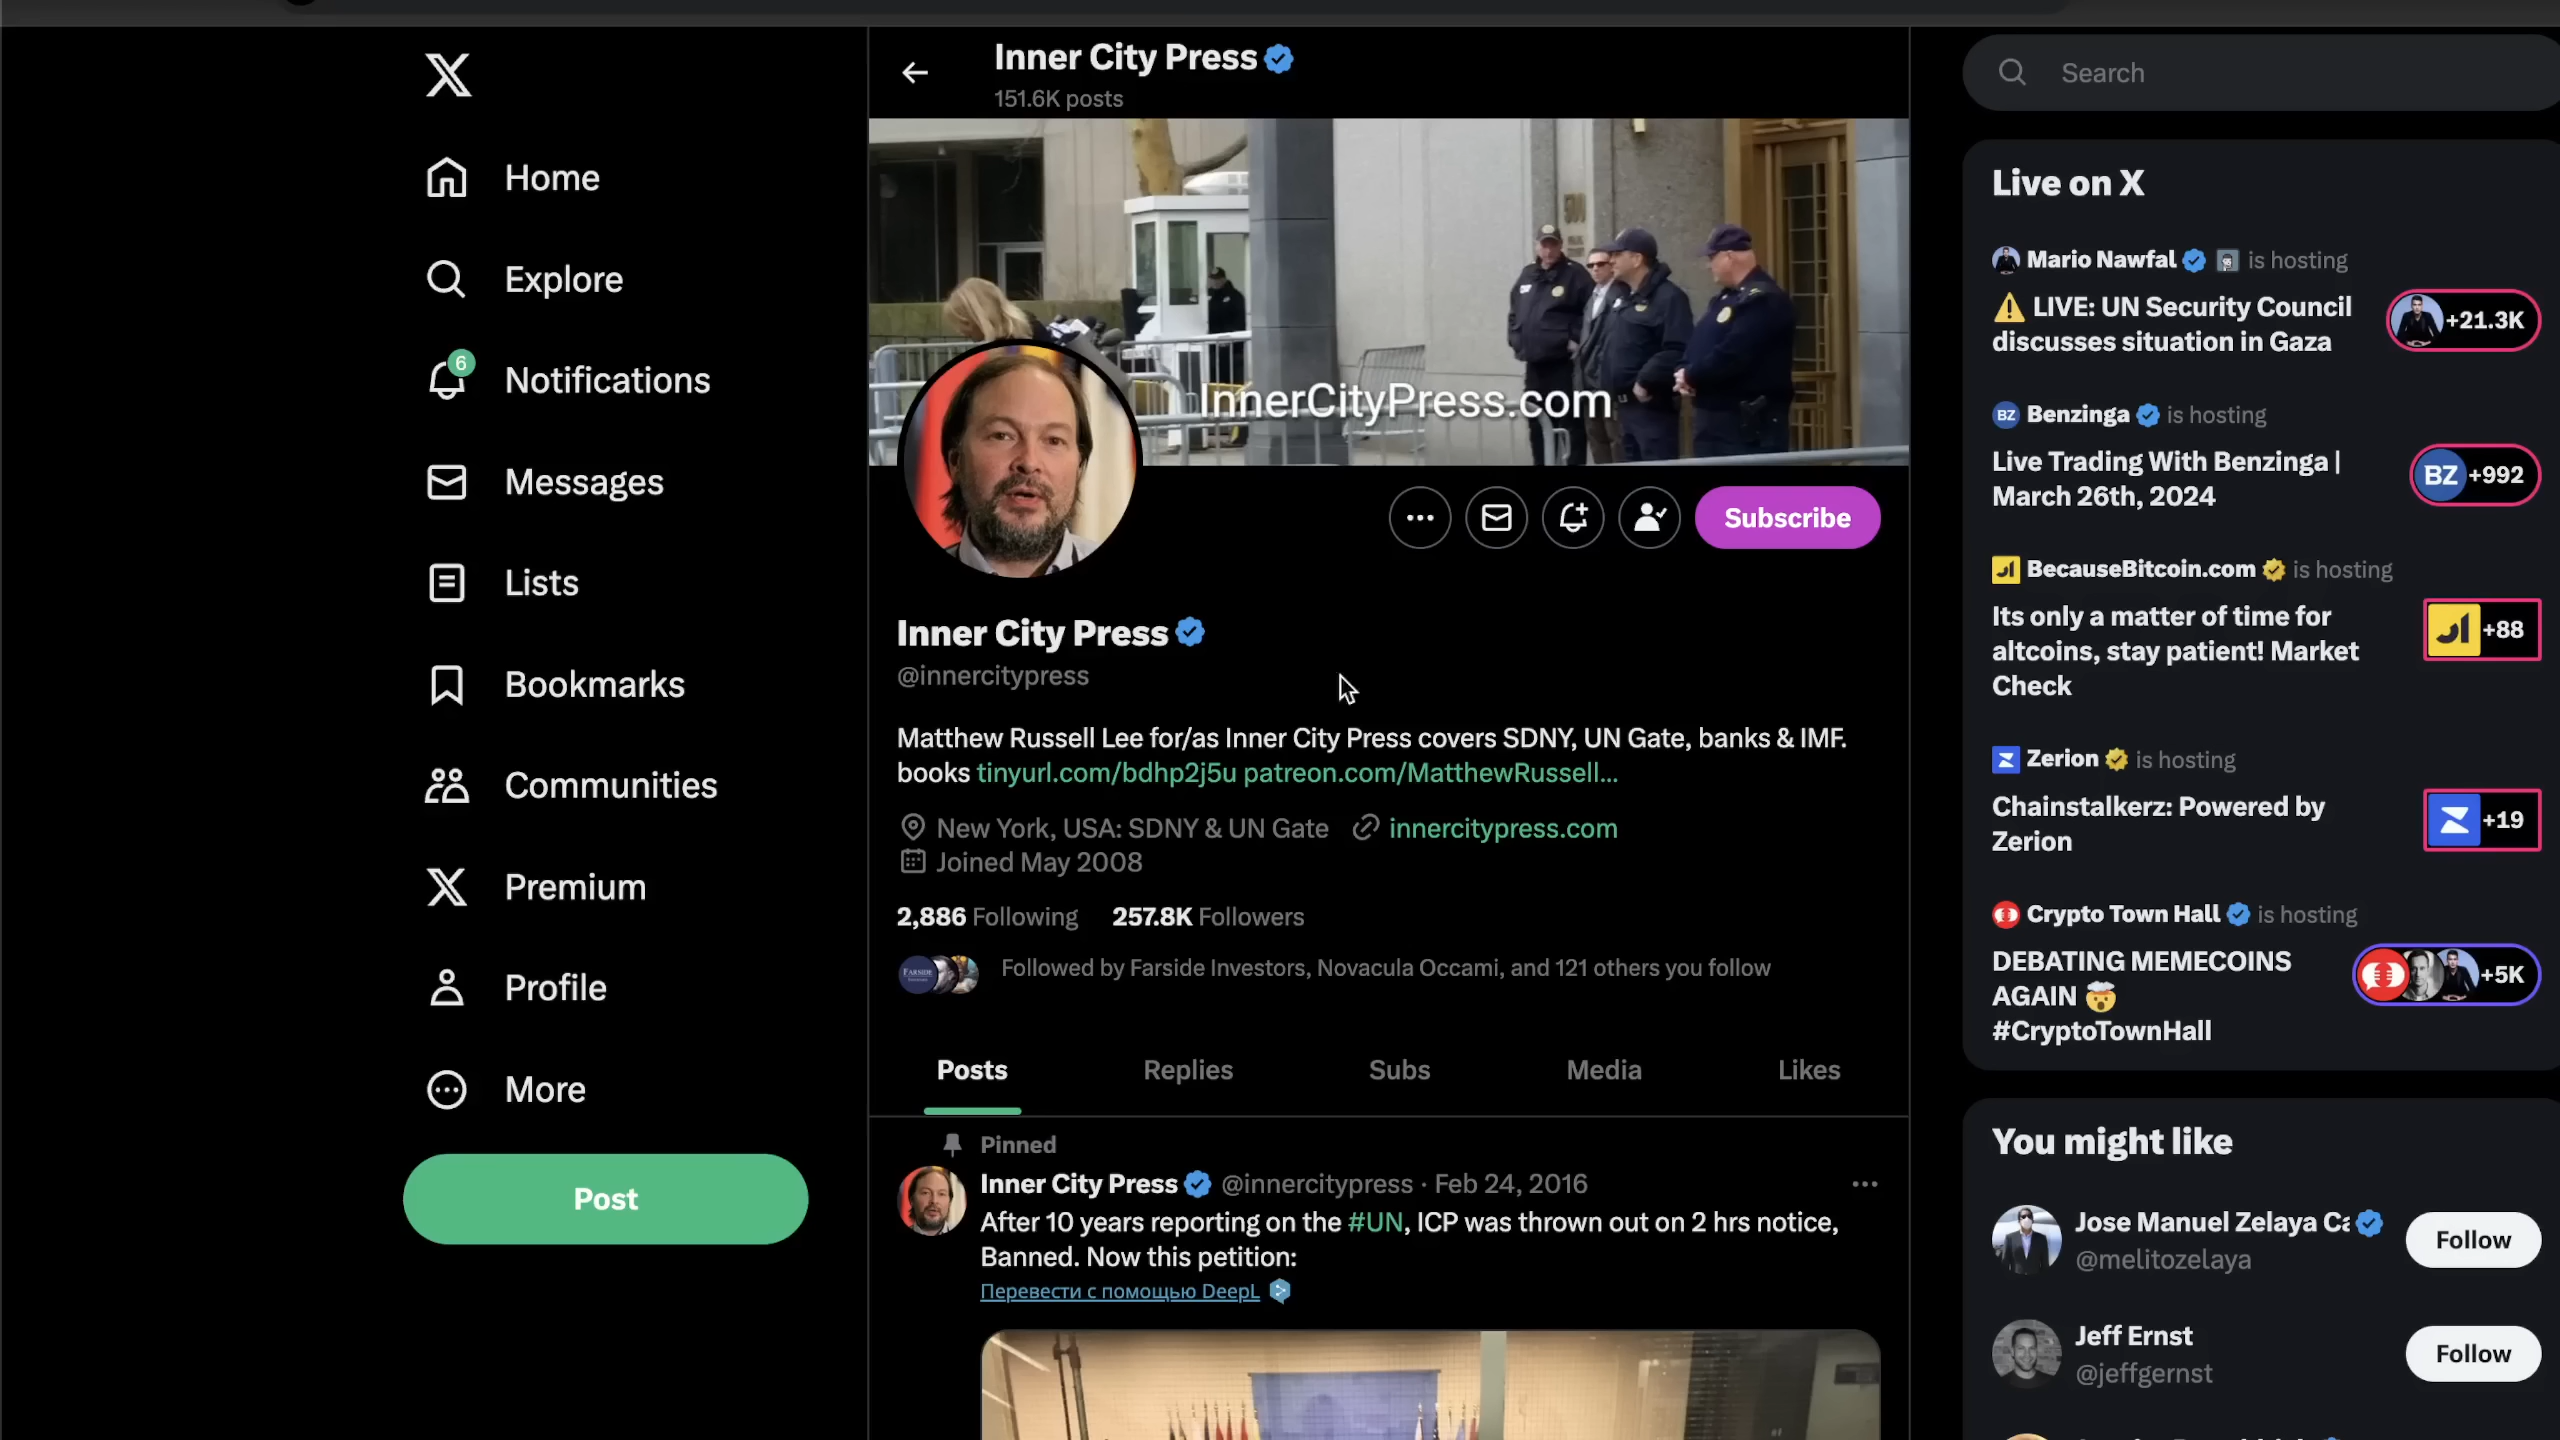 Home
Explore
6
Notifications
Messages
Lists
Bookmarks
Communities
Premium
Profile
More
Post
Inner City Press
151.6K posts
InnerCityPress.com
Subscribe
Inner City Press
@innercitypress
Matthew Russell Lee for/as Inner City Press covers SDNY, UN Gate, banks & IMF.
books tinyurl.com/bdhp2j5u patreon.com/MatthewRussell...
New York, USA: SDNY & UN Gate innercitypress.com
Joined May 2008
2,886 Following 257.8K Followers
FARSIDE
Followed by Farside Investors, Novacula Occami, and 121 others you follow
Posts Replies Subs Media Likes
Pinned
Inner City Press @innercitypress · Feb 24, 2016
After 10 years reporting on the #UN, ICP was thrown out on 2 hrs notice,
Banned. Now this petition:
Перевести с помощью DeepL
Search
Live on X
Mario Nawfal is hosting
⚠️ LIVE: UN Security Council
discusses situation in Gaza
+21.3K
BZ Benzinga is hosting
Live Trading With Benzinga |
March 26th, 2024
BZ +992
BecauseBitcoin.com is hosting
Its only a matter of time for
altcoins, stay patient! Market
Check
+88
Zerion is hosting
Chainstalkerz: Powered by
Zerion
+19
Crypto Town Hall is hosting
DEBATING MEMECOINS
AGAIN 🤯
#CryptoTownHall
+5K
You might like
Jose Manuel Zelaya Ca
@melitozelaya
Follow
Jeff Ernst
@jeffgernst
Follow